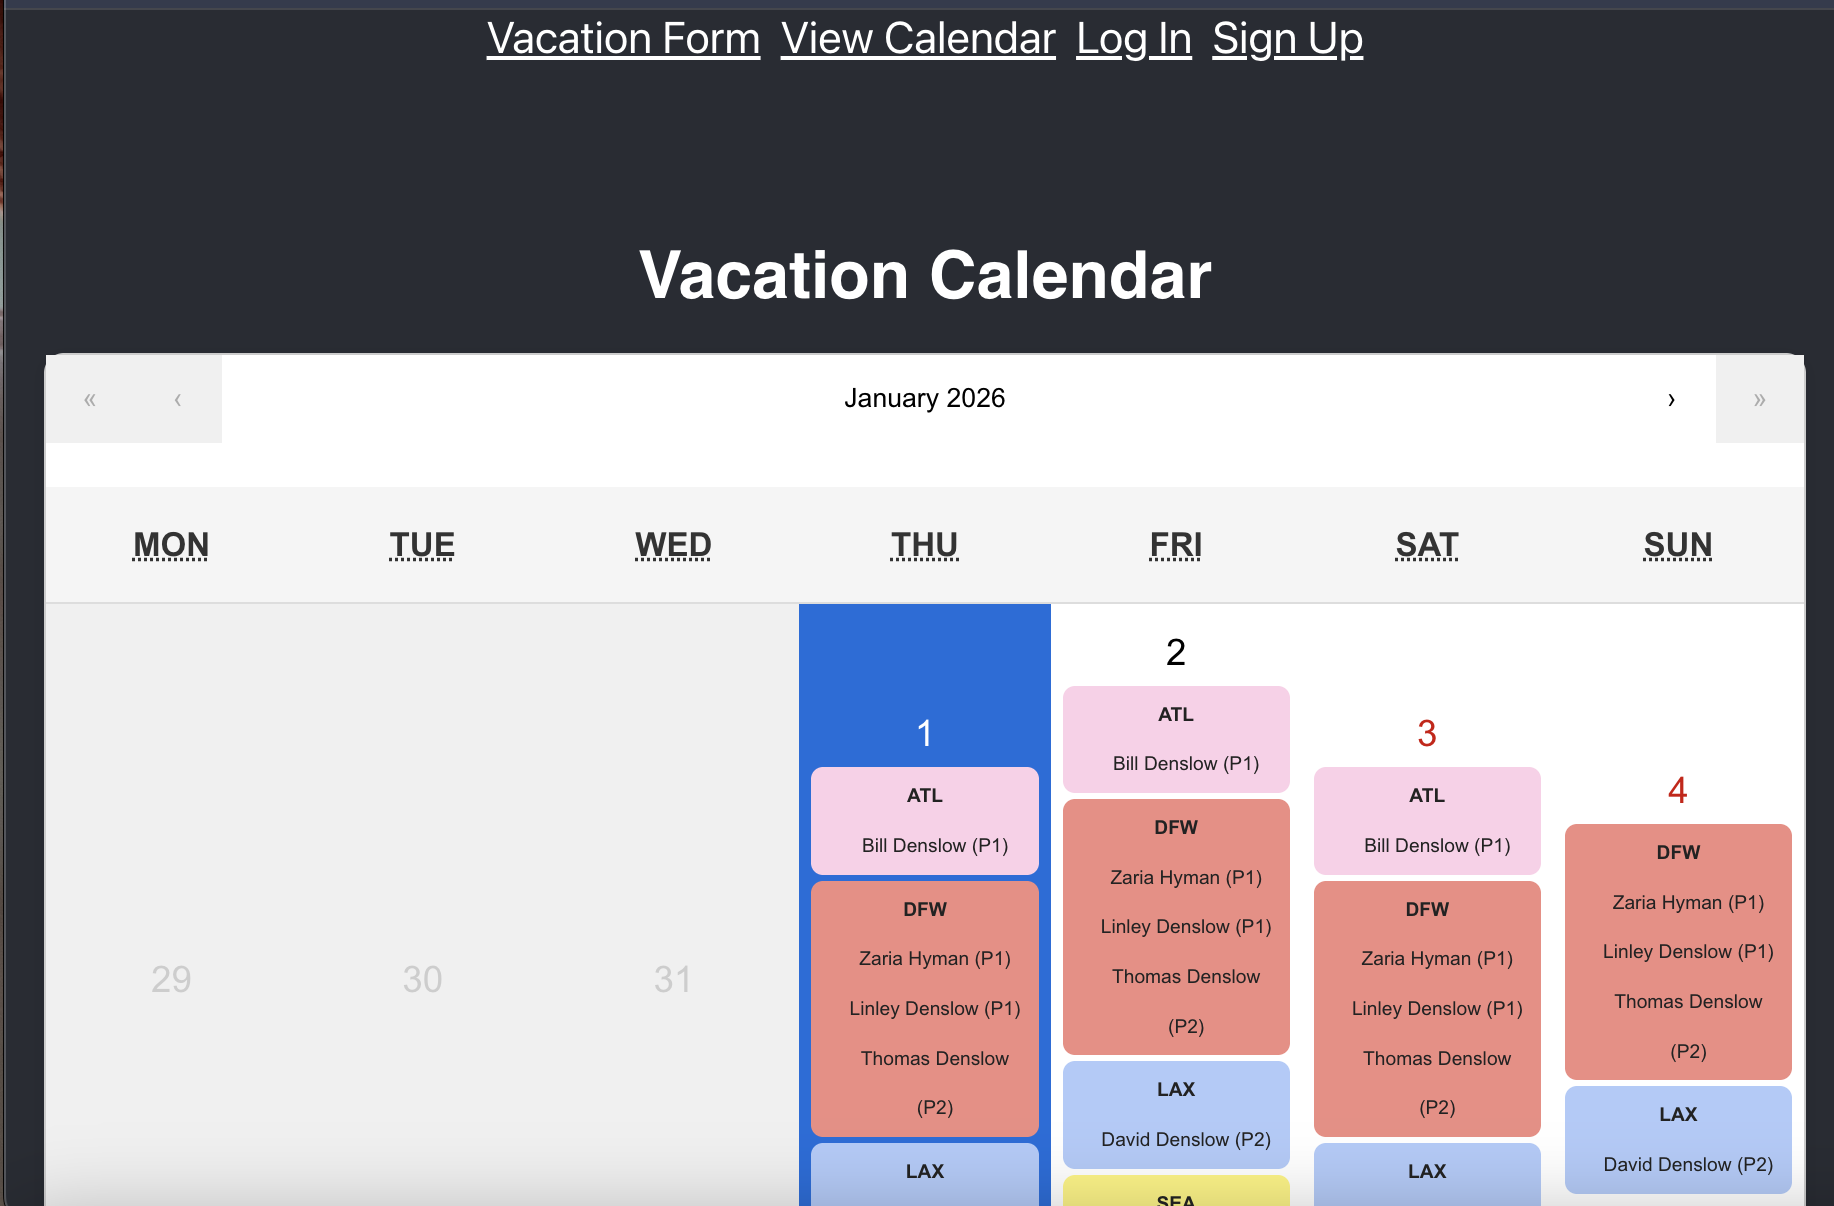 Vacation Form View Calendar Log In Sign Up
Vacation Calendar
« ‹ January 2026 › »
MON TUE WED THU FRI SAT SUN
29
30
31
1
ATL
Bill Denslow (P1)
DFW
Zaria Hyman (P1)
Linley Denslow (P1)
Thomas Denslow
(P2)
LAX
2
ATL
Bill Denslow (P1)
DFW
Zaria Hyman (P1)
Linley Denslow (P1)
Thomas Denslow
(P2)
LAX
David Denslow (P2)
SEA
3
ATL
Bill Denslow (P1)
DFW
Zaria Hyman (P1)
Linley Denslow (P1)
Thomas Denslow
(P2)
LAX
4
DFW
Zaria Hyman (P1)
Linley Denslow (P1)
Thomas Denslow
(P2)
LAX
David Denslow (P2)